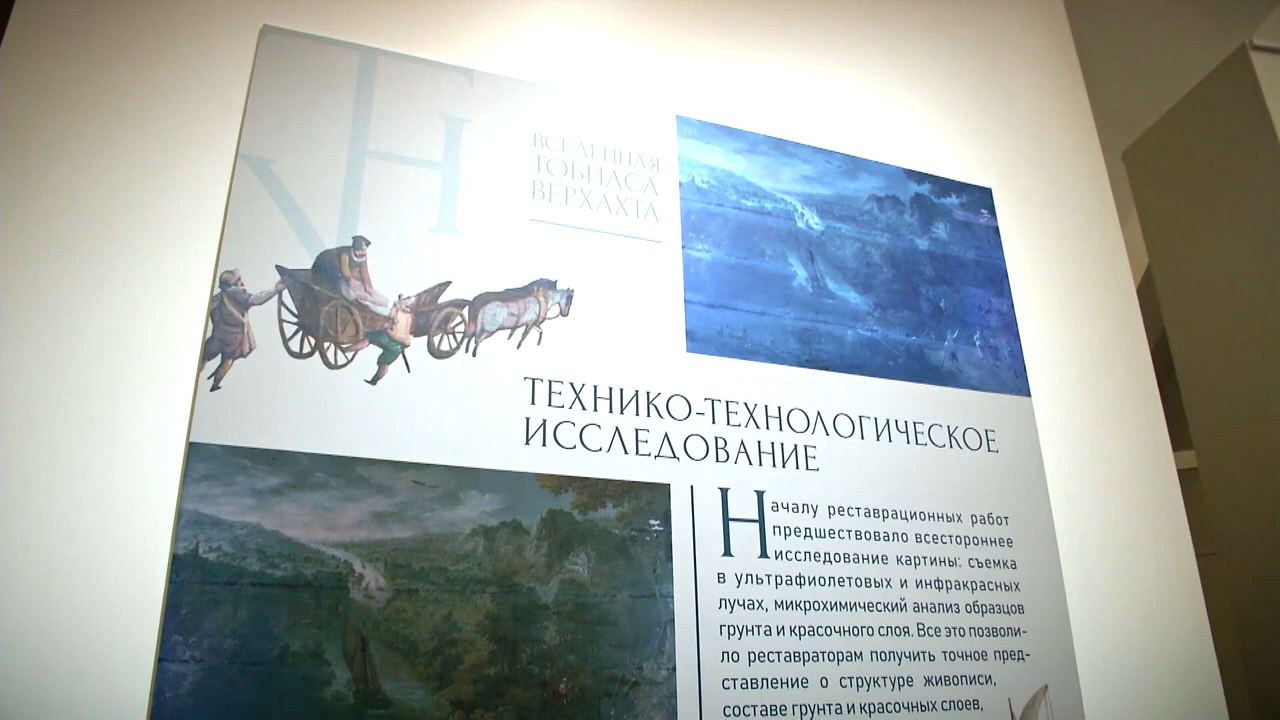 ВСЕЛЕННАЯ
ТОБИАСА
ВЕРХАХТА
ТЕХНИКО-ТЕХНОЛОГИЧЕСКОЕ
ИССЛЕДОВАНИЕ
Началу реставрационных работ
предшествовало всестороннее
исследование картины: съемка
в ультрафиолетовых и инфракрасных
лучах, микрохимический анализ образцов
грунта и красочного слоя. Все это позволи-
ло реставраторам получить точное пред-
ставление о структуре живописи,
составе грунта и красочных слоев,